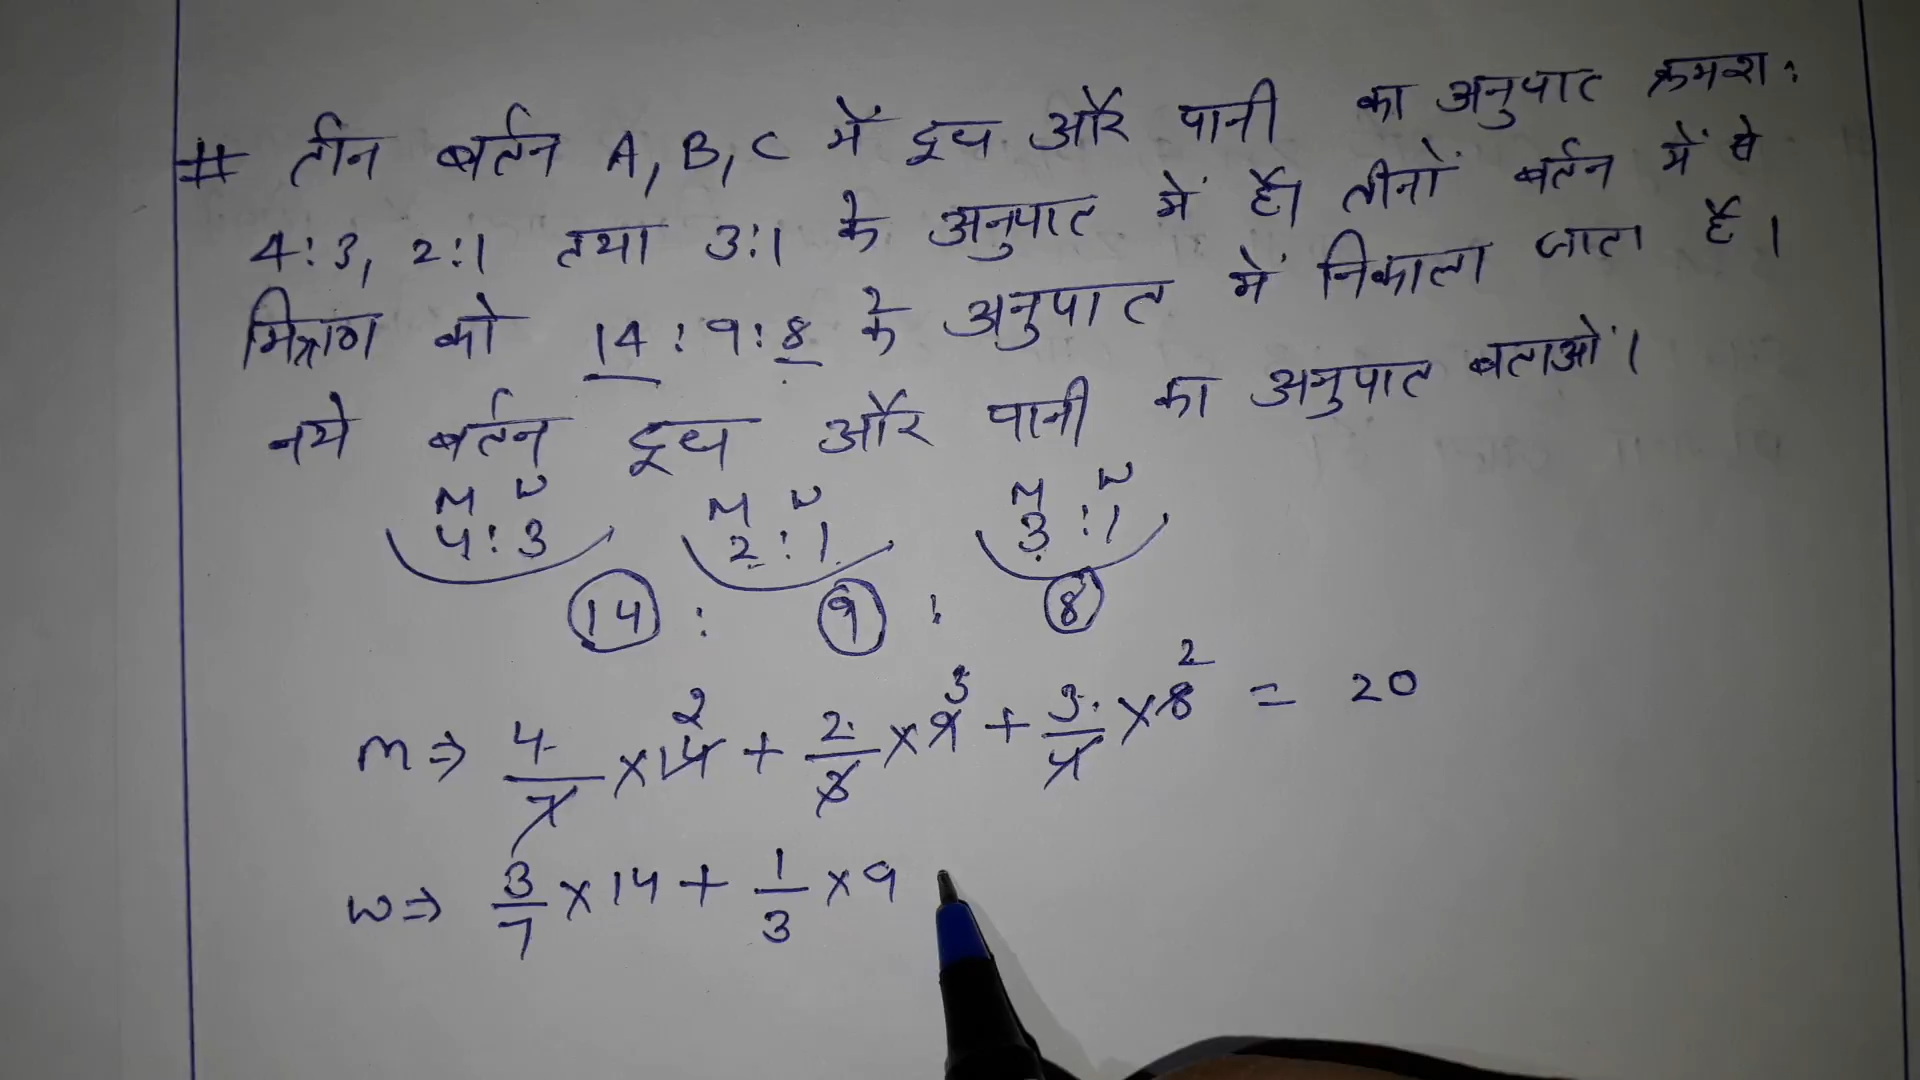 # तीन बर्तन A, B, C में दूध और पानी का अनुपात क्रमश:
4:3, 2:1 तथा 3:1 के अनुपात में है। तीनों बर्तन में से
मिश्रण को 14:9:8 के अनुपात में निकाला जाता है।
नये बर्तन दूध और पानी का अनुपात बताओं।
M W M W M W
4:3 2:1 3:1
14 : 9 : 8
2 3 2
M ⇒ 4/7 × 14 + 2/3 × 9 + 3/4 × 8 = 20
W ⇒ 3/7 × 14 + 1/3 × 9